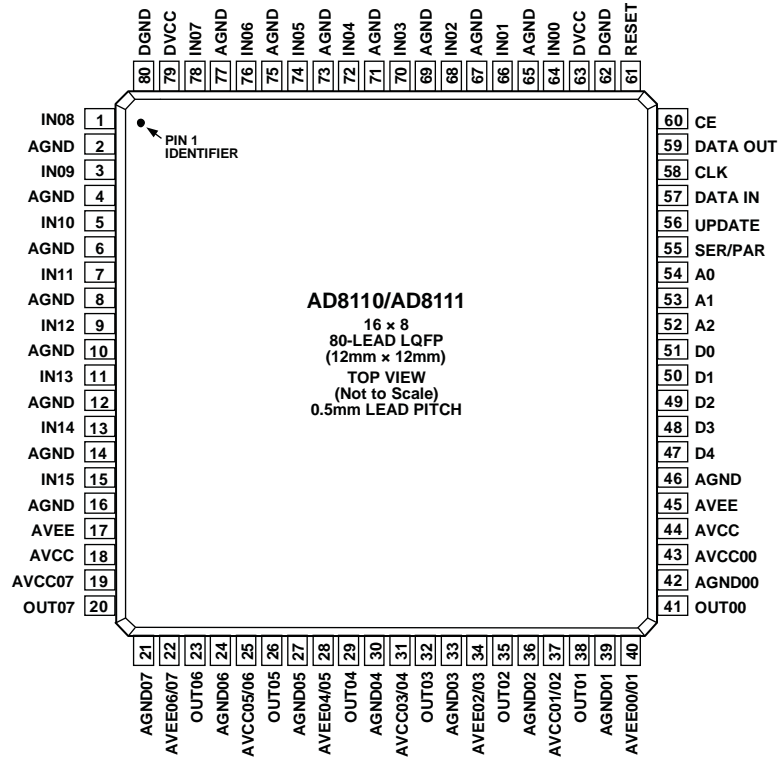 DGND DVCC IN07 AGND IN06 AGND IN05 AGND IN04 AGND IN03 AGND IN02 AGND IN01 AGND IN00 DVCC DGND RESET
80 79 78 77 76 75 74 73 72 71 70 69 68 67 66 65 64 63 62 61
IN08 1
AGND 2
IN09 3
AGND 4
IN10 5
AGND 6
IN11 7
AGND 8
IN12 9
AGND 10
IN13 11
AGND 12
IN14 13
AGND 14
IN15 15
AGND 16
AVEE 17
AVCC 18
AVCC07 19
OUT07 20
PIN 1
IDENTIFIER
AD8110/AD8111
16 × 8
80-LEAD LQFP
(12mm × 12mm)
TOP VIEW
(Not to Scale)
0.5mm LEAD PITCH
60 CE
59 DATA OUT
58 CLK
57 DATA IN
56 UPDATE
55 SER/PAR
54 A0
53 A1
52 A2
51 D0
50 D1
49 D2
48 D3
47 D4
46 AGND
45 AVEE
44 AVCC
43 AVCC00
42 AGND00
41 OUT00
21 22 23 24 25 26 27 28 29 30 31 32 33 34 35 36 37 38 39 40
AGND07 AVEE06/07 OUT06 AGND06 AVCC05/06 OUT05 AGND05 AVEE04/05 OUT04 AGND04 AVCC03/04 OUT03 AGND03 AVEE02/03 OUT02 AGND02 AVCC01/02 OUT01 AGND01 AVEE00/01